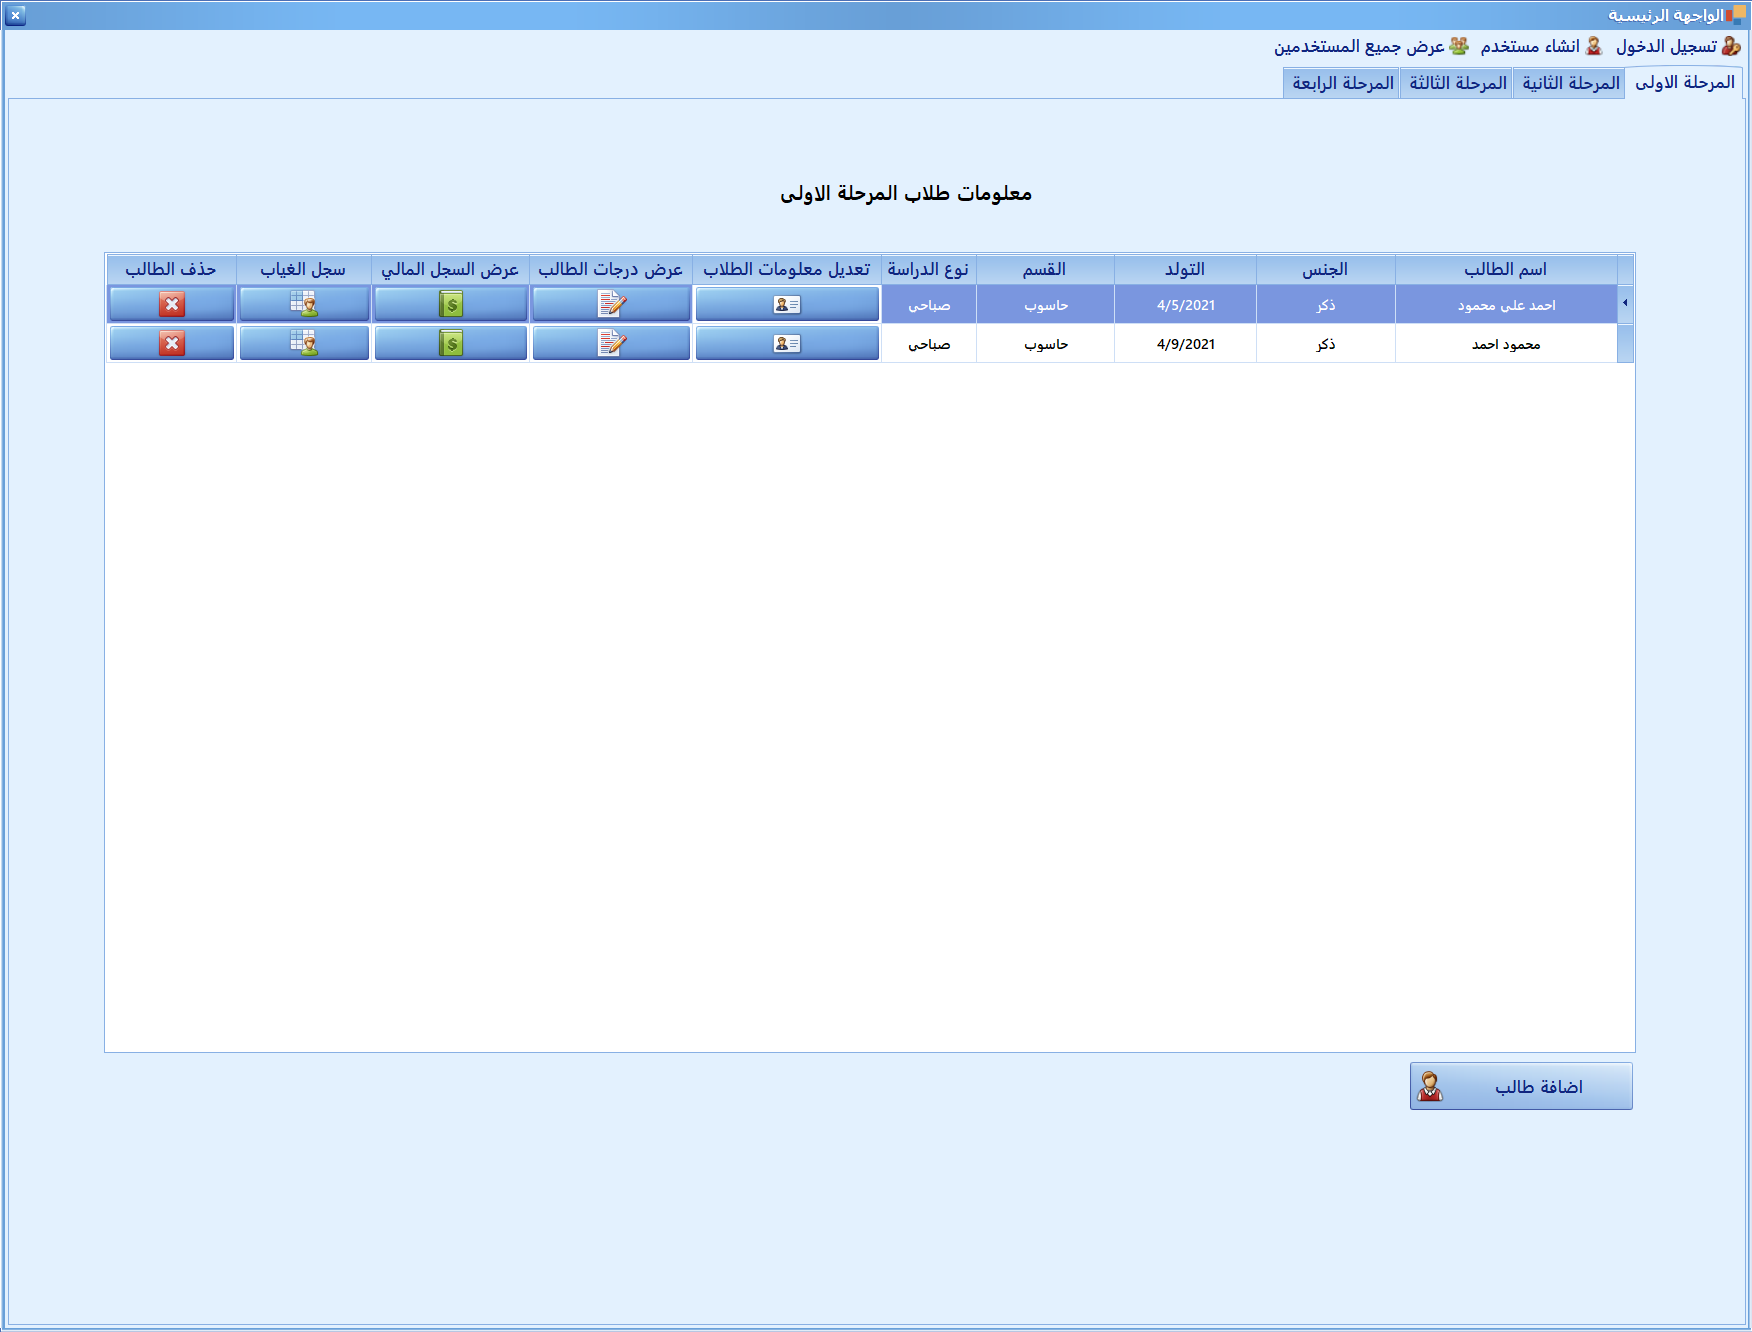 الواجهة الرئيسية
تسجيل الدخول انشاء مستخدم عرض جميع المستخدمين
المرحلة الاولى المرحلة الثانية المرحلة الثالثة المرحلة الرابعة
معلومات طلاب المرحلة الاولى
اسم الطالب الجنس التولد القسم نوع الدراسة تعديل معلومات الطلاب عرض درجات الطالب عرض السجل المالي سجل الغياب حذف الطالب
احمد علي محمود ذكر 4/5/2021 حاسوب صباحي
محمود احمد ذكر 4/9/2021 حاسوب صباحي
اضافة طالب